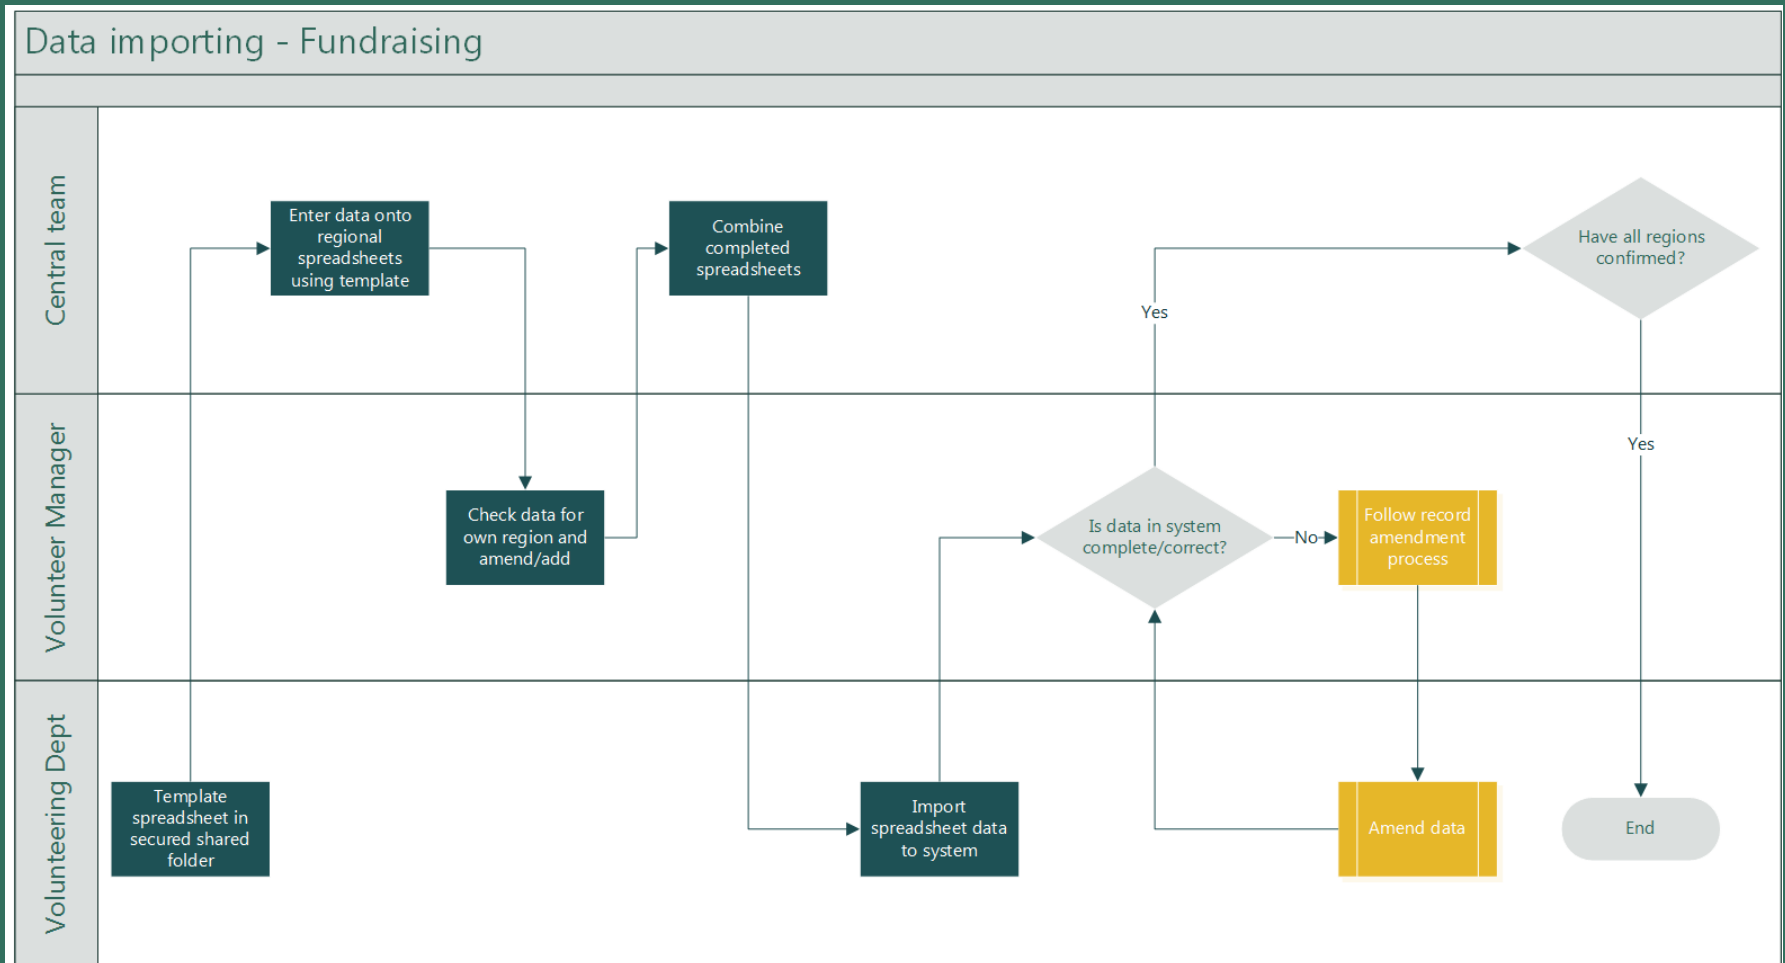 Data importing - Fundraising
Central team
Enter data onto
regional
spreadsheets
using template
Combine
completed
spreadsheets
Have all regions
confirmed?
Yes
Volunteer Manager
Check data for
own region and
amend/add
Is data in system
complete/correct?
No
Follow record
amendment
process
Yes
Volunteering Dept
Template
spreadsheet in
secured shared
folder
Import
spreadsheet data
to system
Amend data
End